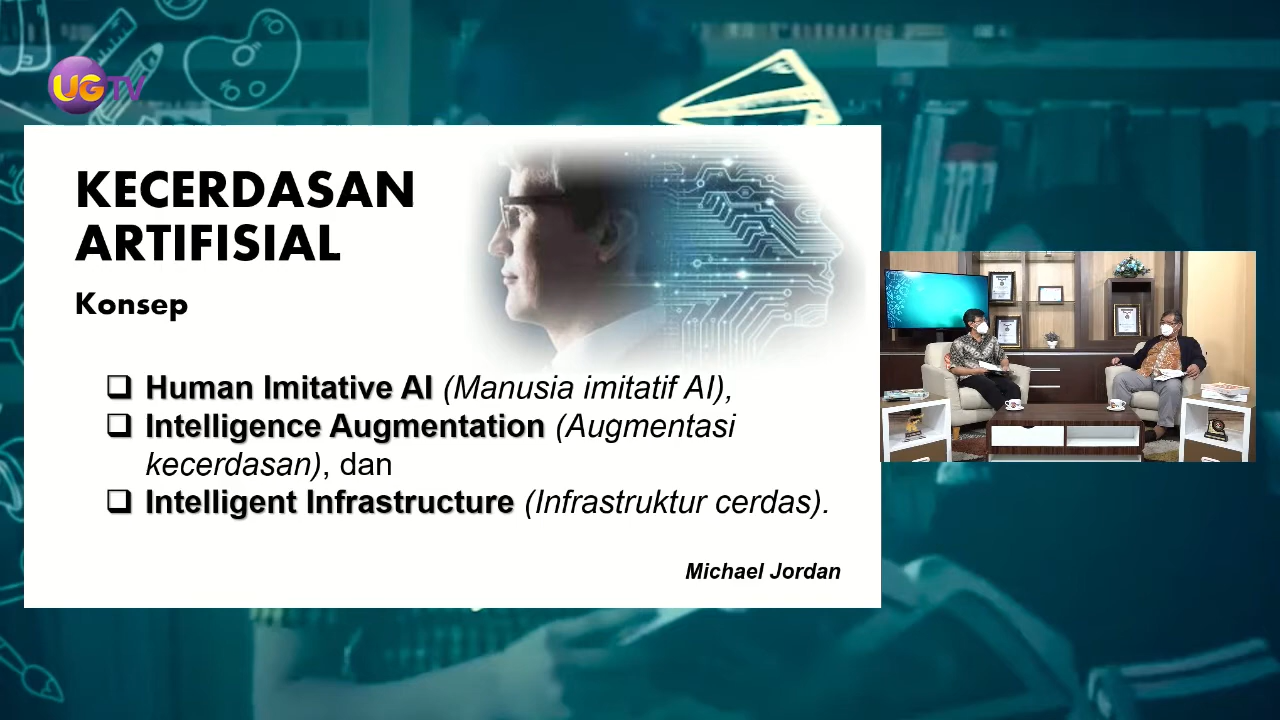 UGTV
KECERDASAN
ARTIFISIAL
Konsep
❑ Human Imitative AI (Manusia imitatif AI),
❑ Intelligence Augmentation (Augmentasi
kecerdasan), dan
❑ Intelligent Infrastructure (Infrastruktur cerdas).
Michael Jordan